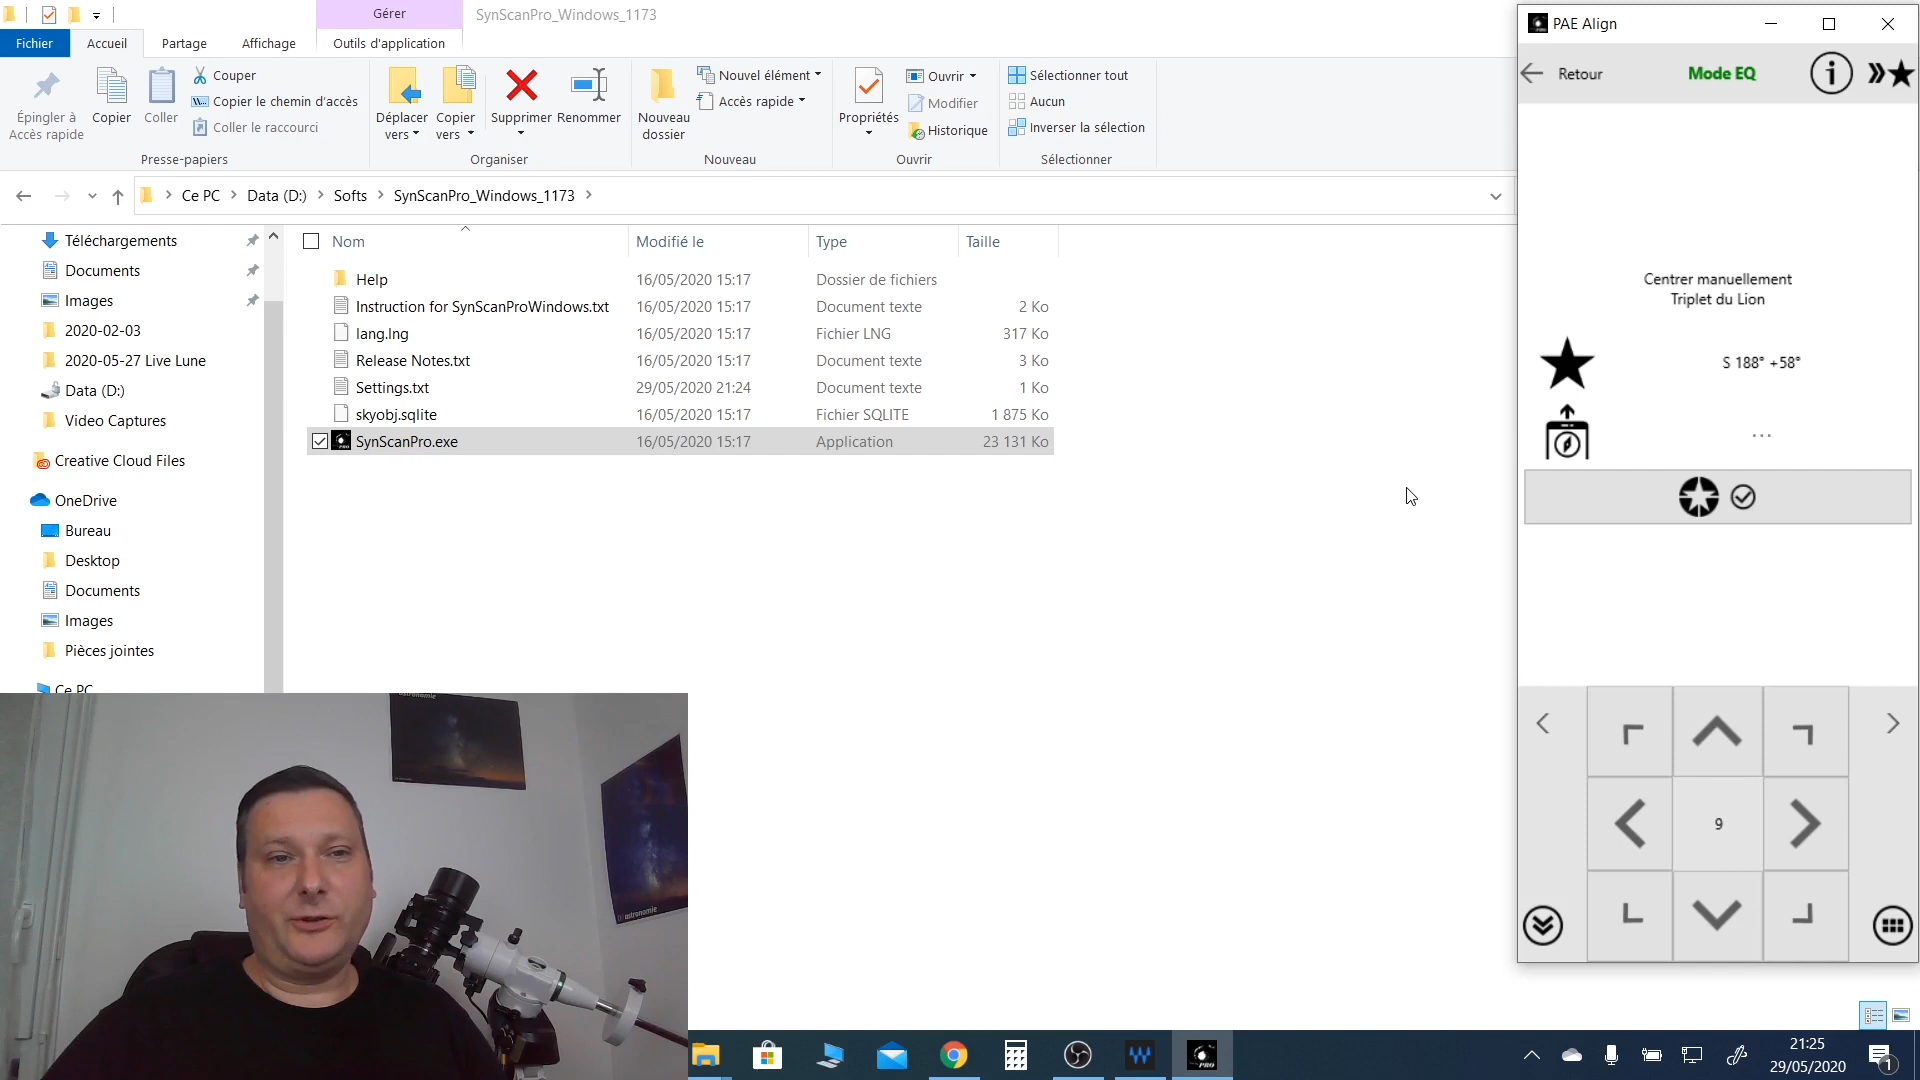 Gérer
SynScanPro_Windows_1173
Fichier
Accueil
Partage
Affichage
Outils d'application
Épingler à
Accès rapide
Copier
Coller
Couper
Copier le chemin d'accès
Coller le raccourci
Presse-papiers
Déplacer
vers
Copier
vers
Supprimer
Renommer
Organiser
Nouveau
dossier
Nouvel élément
Accès rapide
Nouveau
Propriétés
Ouvrir
Modifier
Historique
Ouvrir
Sélectionner tout
Aucun
Inverser la sélection
Sélectionner
Ce PC
Data (D:)
Softs
SynScanPro_Windows_1173
Téléchargements
Documents
Images
2020-02-03
2020-05-27 Live Lune
Data (D:)
Video Captures
Creative Cloud Files
OneDrive
Bureau
Desktop
Documents
Images
Pièces jointes
Ce PC
Nom Modifié le Type Taille
Help 16/05/2020 15:17 Dossier de fichiers
Instruction for SynScanProWindows.txt 16/05/2020 15:17 Document texte 2 Ko
lang.lng 16/05/2020 15:17 Fichier LNG 317 Ko
Release Notes.txt 16/05/2020 15:17 Document texte 3 Ko
Settings.txt 29/05/2020 21:24 Document texte 1 Ko
skyobj.sqlite 16/05/2020 15:17 Fichier SQLITE 1 875 Ko
SynScanPro.exe 16/05/2020 15:17 Application 23 131 Ko
PAE Align
Retour
Mode EQ
Centrer manuellement
Triplet du Lion
S 188° +58°
...
9
astronomie
astronomie
PRO
21:25
29/05/2020
1